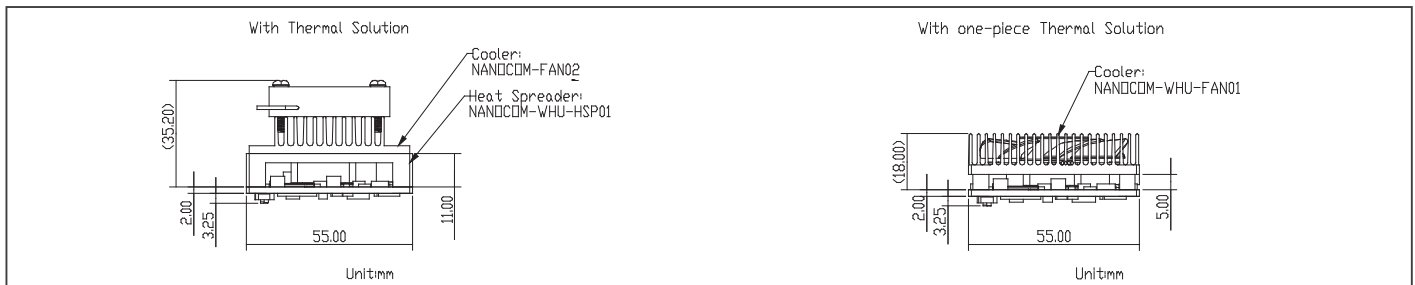 With Thermal Solution
Cooler:
NANOCOM-FAN02
Heat Spreader:
NANOCOM-WHU-HSP01
(35.20)
2.00
3.25
11.00
55.00
Unit:mm
With one-piece Thermal Solution
Cooler:
NANOCOM-WHU-FAN01
(18.00)
2.00
3.25
5.00
55.00
Unit:mm